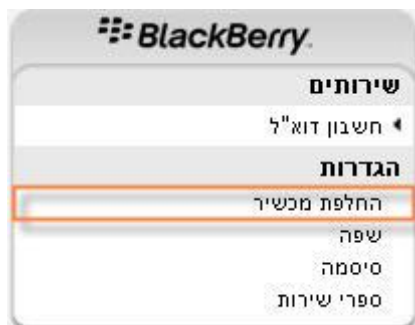 BlackBerry
שירותים
חשבון דוא"ל
הגדרות
החלפת מכשיר
שפה
סיסמה
ספרי שירות